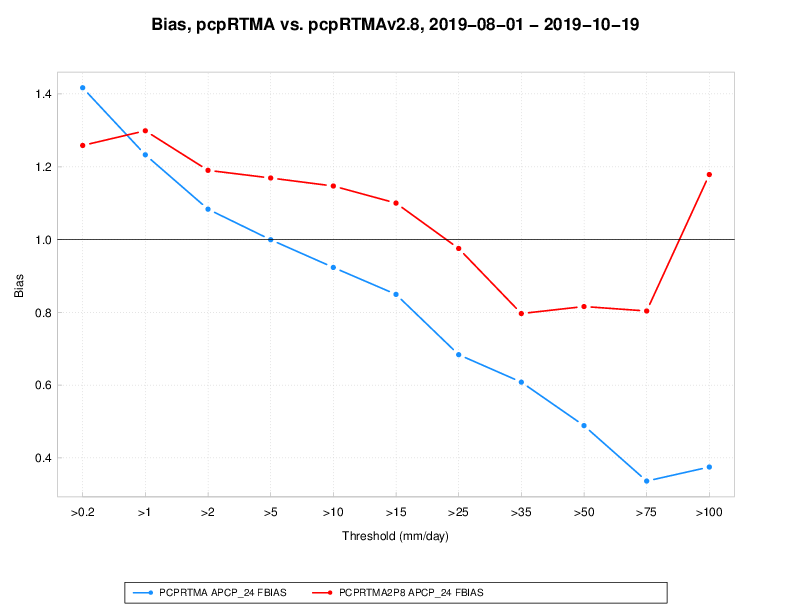 Bias, pcpRTMA vs. pcpRTMAv2.8, 2019−08−01 − 2019−10−19
1.4
1.2
1.0
0.8
0.6
0.4
Bias
>0.2 >1 >2 >5 >10 >15 >25 >35 >50 >75 >100
Threshold (mm/day)
PCPRTMA APCP_24 FBIAS PCPRTMA2P8 APCP_24 FBIAS